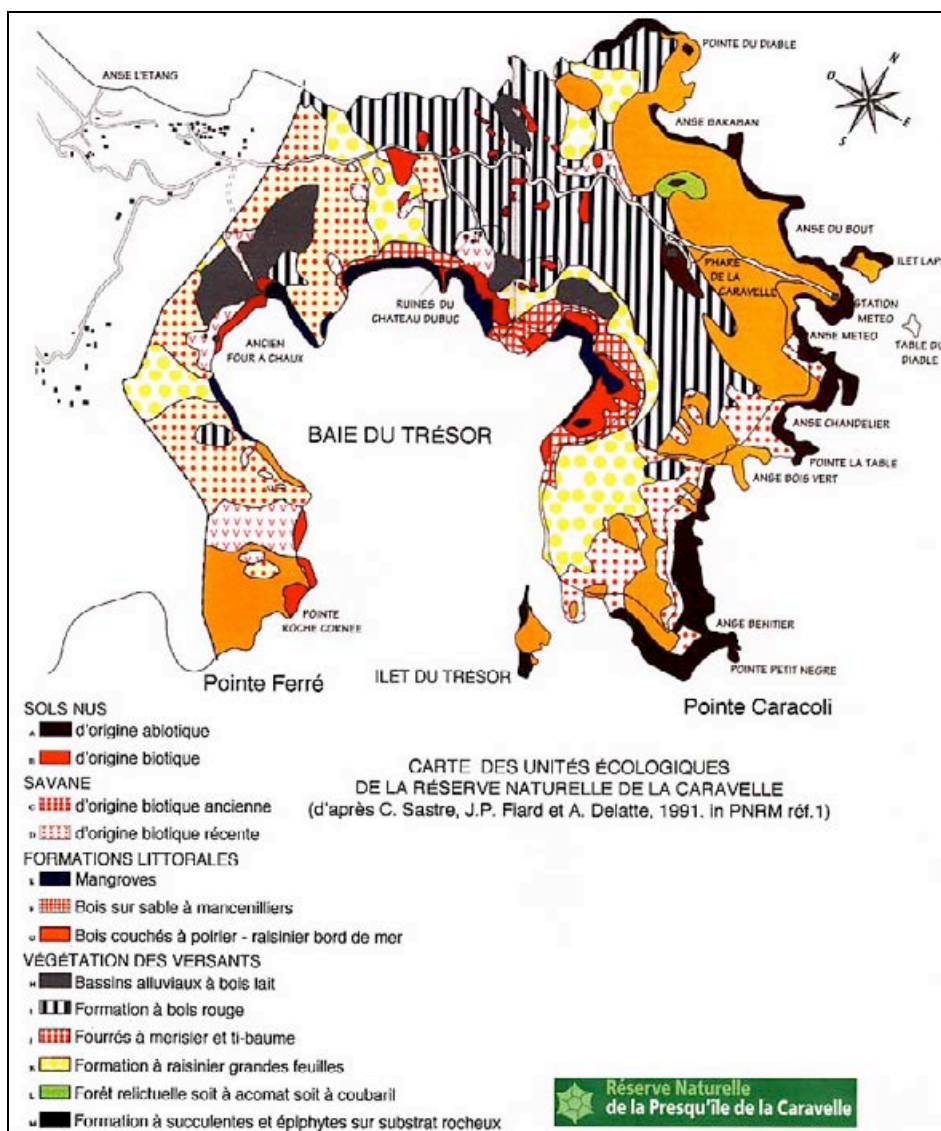 POINTE DU DIABLE
ANSE L'ETANG
N
O
E
S
ANSE BAKABAN
ANSE DU BOUT
ILET LAPS
PHARE
DE LA
CARAVELLE
STATION
METEO
RUINES DU
CHATEAU DUBUC
ANSE METEO
TABLE DU
DIABLE
ANCIEN
FOUR A CHAUX
BAIE DU TRÉSOR
ANSE CHANDELIER
POINTE LA TABLE
ANGE BOIS VERT
POINTE
ROCHE CORNEE
ANGE BENITIER
ILET DU TRÉSOR
POINTE PETIT NEGRE
Pointe Ferré
Pointe Caracoli
SOLS NUS
A d'origine abiotique
B d'origine biotique
SAVANE
C d'origine biotique ancienne
D d'origine biotique récente
FORMATIONS LITTORALES
Mangroves
Bois sur sable à mancenilliers
Bois couchés à poirier - raisinier bord de mer
VÉGETATION DES VERSANTS
H Bassins alluviaux à bois lait
I Formation à bois rouge
J Fourrés à merisier et ti-baume
K Formation à raisinier grandes feuilles
L Forêt relictuelle soit à acomat soit à coubaril
M Formation à succulentes et épiphytes sur substrat rocheux
CARTE DES UNITÉS ÉCOLOGIQUES
DE LA RÉSERVE NATURELLE DE LA CARAVELLE
(d'après C. Sastre, J.P. Fiard et A. Delatte, 1991. in PNRM réf.1)
Réserve Naturelle
de la Presqu'île de la Caravelle